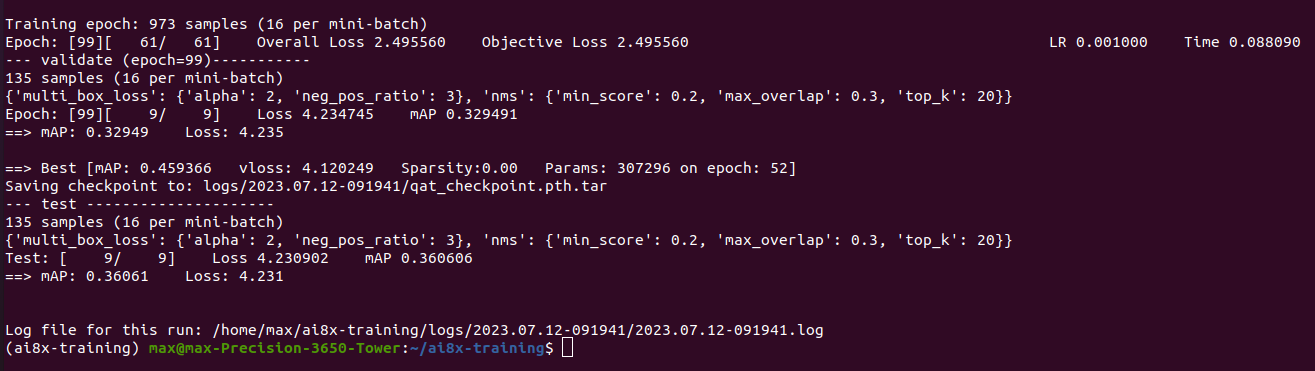 Training epoch: 973 samples (16 per mini-batch)
Epoch: [99][   61/   61]    Overall Loss 2.495560    Objective Loss 2.495560                                        LR 0.001000    Time 0.088090
--- validate (epoch=99)-----------
135 samples (16 per mini-batch)
{'multi_box_loss': {'alpha': 2, 'neg_pos_ratio': 3}, 'nms': {'min_score': 0.2, 'max_overlap': 0.3, 'top_k': 20}}
Epoch: [99][    9/    9]    Loss 4.234745    mAP 0.329491
==> mAP: 0.32949    Loss: 4.235
==> Best [mAP: 0.459366   vloss: 4.120249   Sparsity:0.00   Params: 307296 on epoch: 52]
Saving checkpoint to: logs/2023.07.12-091941/qat_checkpoint.pth.tar
--- test ---------------------
135 samples (16 per mini-batch)
{'multi_box_loss': {'alpha': 2, 'neg_pos_ratio': 3}, 'nms': {'min_score': 0.2, 'max_overlap': 0.3, 'top_k': 20}}
Test: [    9/    9]    Loss 4.230902    mAP 0.360606
==> mAP: 0.36061    Loss: 4.231
Log file for this run: /home/max/ai8x-training/logs/2023.07.12-091941/2023.07.12-091941.log
(ai8x-training) max@max-Precision-3650-Tower:~/ai8x-training$